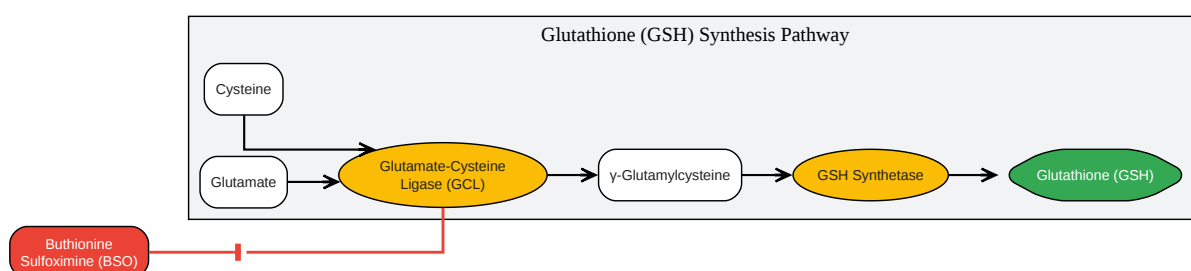 Glutathione (GSH) Synthesis Pathway
Cysteine
Glutamate
Glutamate-Cysteine
Ligase (GCL)
γ-Glutamylcysteine
GSH Synthetase
Glutathione (GSH)
Buthionine
Sulfoximine (BSO)